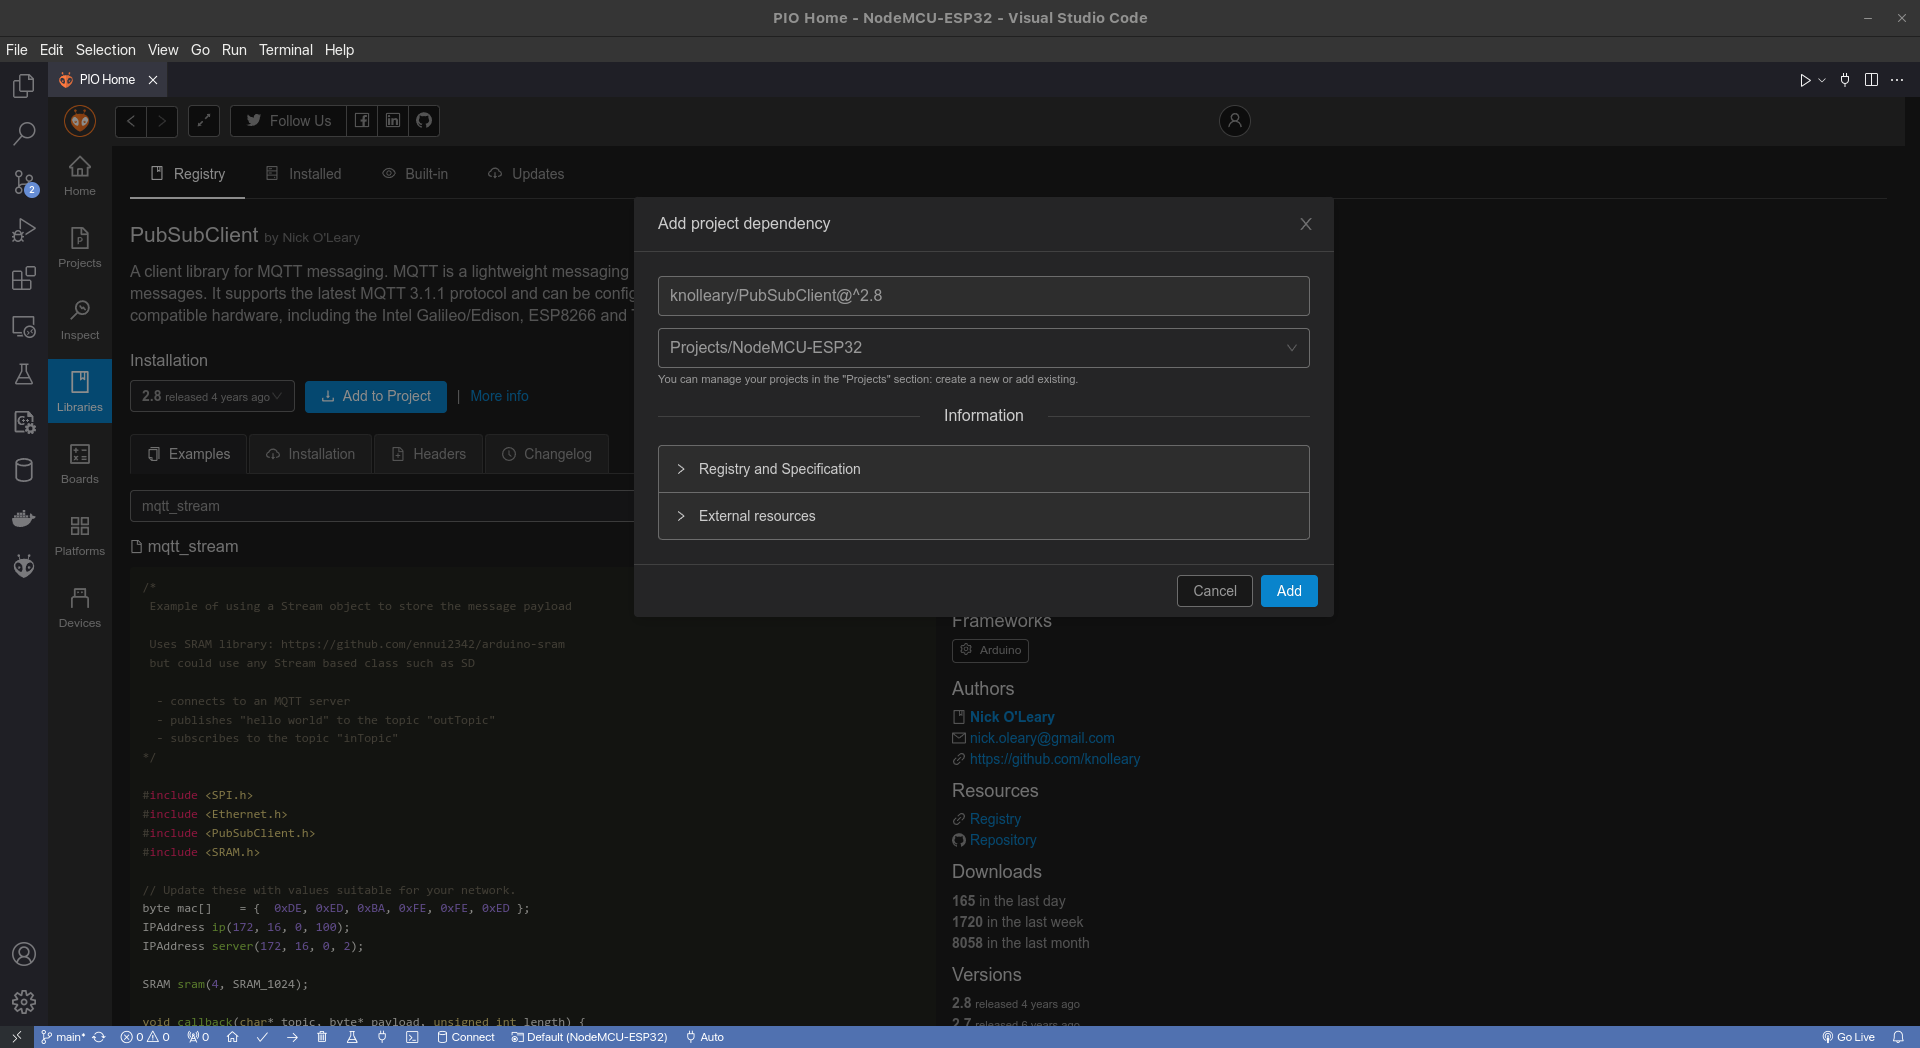 PIO Home - NodeMCU-ESP32 - Visual Studio Code
File Edit Selection View Go Run Terminal Help
PIO Home
Follow Us
2
Home
Projects
Inspect
Libraries
Boards
Platforms
Devices
Registry Installed Built-in Updates
PubSubClient by Nick O'Leary
A client library for MQTT messaging. MQTT is a lightweight messaging
messages. It supports the latest MQTT 3.1.1 protocol and can be
compatible hardware, including the Intel Galileo/Edison, ESP8266 and
Installation
2.8 released 4 years ago Add to Project | More info
Examples Installation Headers Changelog
mqtt_stream
mqtt_stream
/*
Example of using a Stream object to store the message payload
Uses SRAM library: https://github.com/ennui2342/arduino-sram
but could use any Stream based class such as SD
- connects to an MQTT server
- publishes "hello world" to the topic "outTopic"
- subscribes to the topic "inTopic"
*/
#include <SPI.h>
#include <Ethernet.h>
#include <PubSubClient.h>
#include <SRAM.h>
// Update these with values suitable for your network.
byte mac[] = { 0xDE, 0xED, 0xBA, 0xFE, 0xFE, 0xED };
IPAddress ip(172, 16, 0, 100);
IPAddress server(172, 16, 0, 2);
SRAM sram(4, SRAM_1024);
void callback(char* topic, byte* payload, unsigned int length) {
Add project dependency
knolleary/PubSubClient@^2.8
Projects/NodeMCU-ESP32
You can manage your projects in the "Projects" section: create a new or add existing.
Information
Registry and Specification
External resources
Cancel Add
Frameworks
Arduino
Authors
Nick O'Leary
nick.oleary@gmail.com
https://github.com/knolleary
Resources
Registry
Repository
Downloads
165 in the last day
1720 in the last week
8058 in the last month
Versions
2.8 released 4 years ago
2.7 released 6 years ago
main* 0 0 0 Connect Default (NodeMCU-ESP32) Auto Go Live